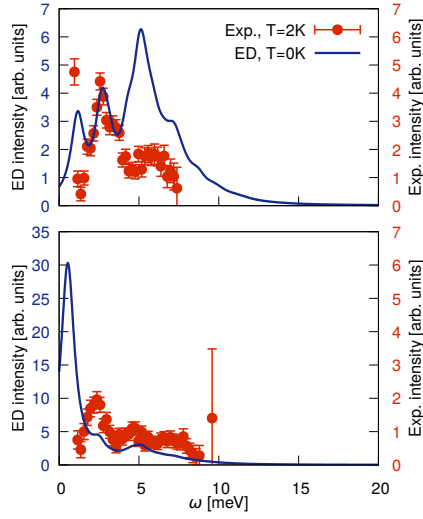 7 7
6 Exp., T=2K 6
ED, T=0K
5 5
4 4
3 3
2 2
1 1
0 0
ED intensity [arb. units]
Exp. intensity [arb. units]
35 7
30 6
25 5
20 4
15 3
10 2
5 1
0 0
ED intensity [arb. units]
Exp. intensity [arb. units]
0 5 10 15 20
ω [meV]